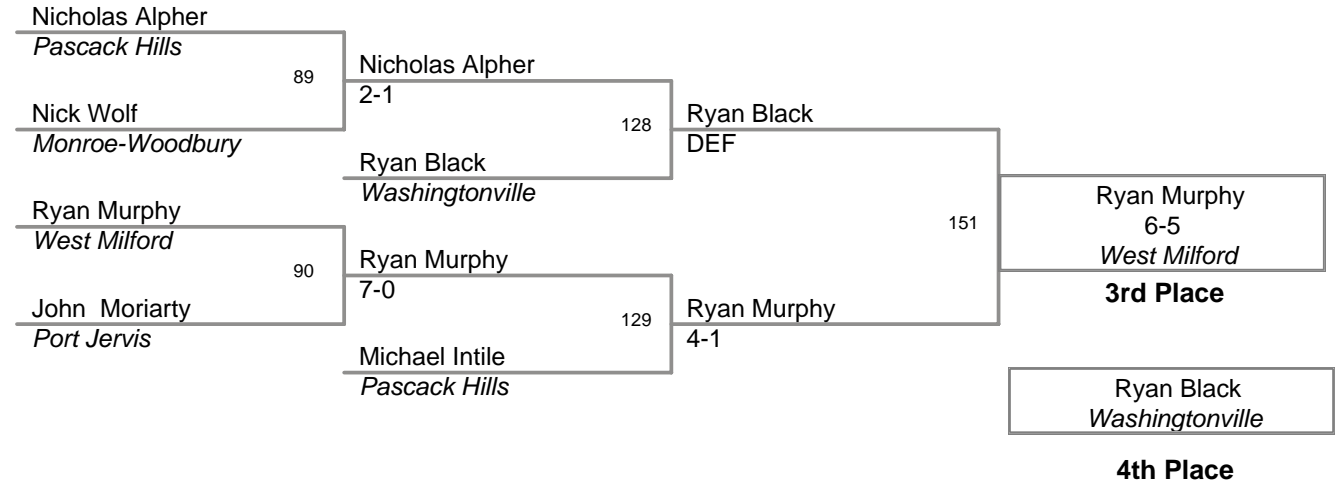 Nicholas Alpher
Pascack Hills
89
Nick Wolf
Monroe-Woodbury
Ryan Murphy
West Milford
90
John  Moriarty
Port Jervis
Nicholas Alpher
2-1
128
Ryan Black
Washingtonville
Ryan Murphy
7-0
129
Michael Intile
Pascack Hills
Ryan Black
DEF
151
Ryan Murphy
4-1
Ryan Murphy
6-5
West Milford
3rd Place
Ryan Black
Washingtonville
4th Place